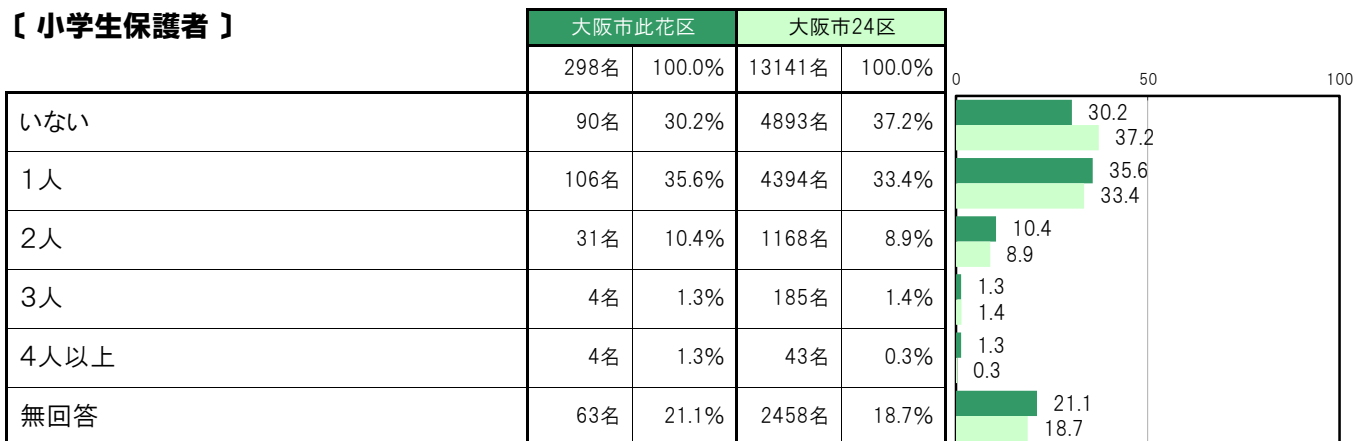 〔 小学生保護者 〕
大阪市此花区 大阪市24区
298名 100.0% 13141名 100.0%
0 50 100
いない 90名 30.2% 4893名 37.2%
30.2
37.2
1人 106名 35.6% 4394名 33.4%
35.6
33.4
2人 31名 10.4% 1168名 8.9%
10.4
8.9
3人 4名 1.3% 185名 1.4%
1.3
1.4
4人以上 4名 1.3% 43名 0.3%
1.3
0.3
無回答 63名 21.1% 2458名 18.7%
21.1
18.7